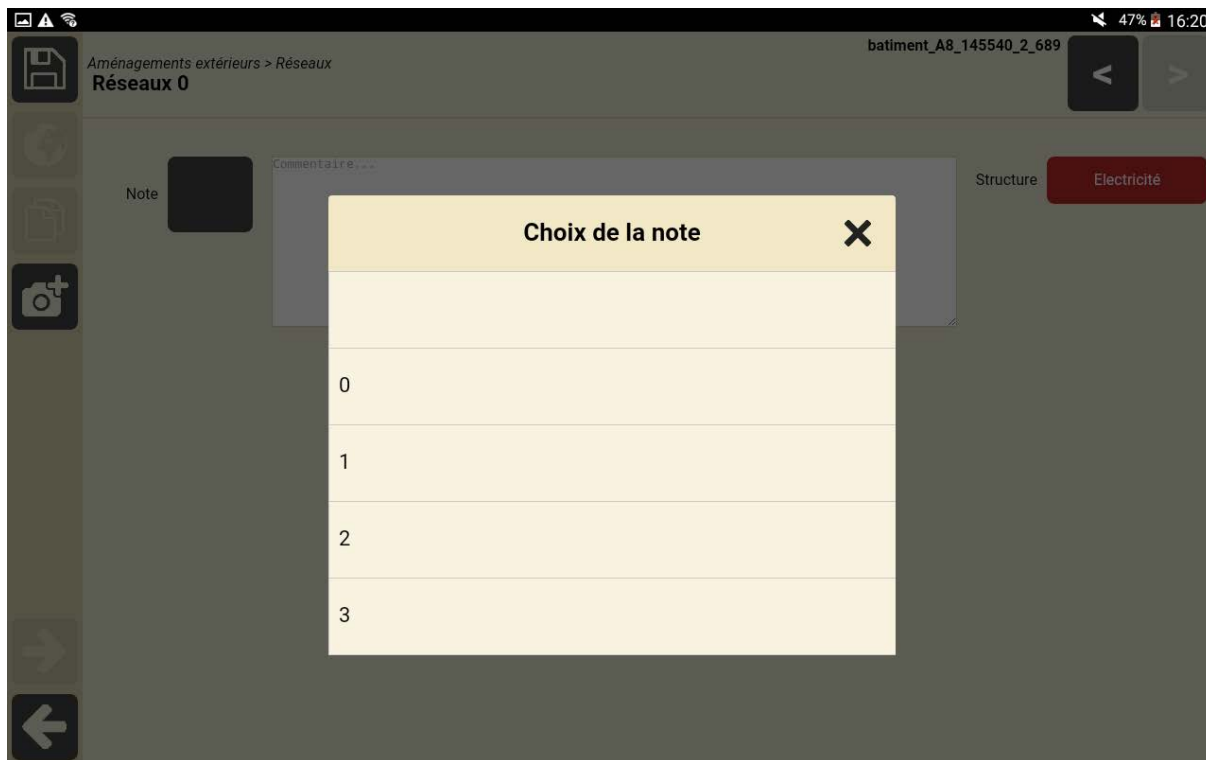 47% 16:20
Aménagements extérieurs > Réseaux
Réseaux 0
batiment_A8_145540_2_689
< >
Note
Commentaire...
Structure
Electricité
Choix de la note
0
1
2
3